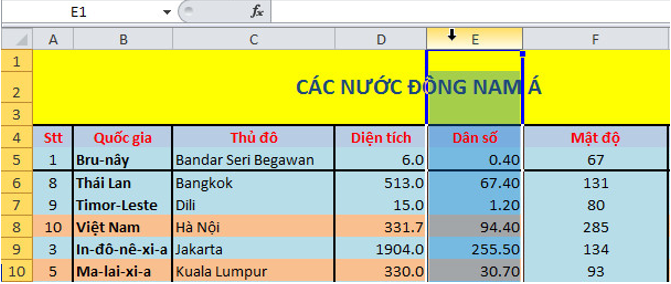 E1 fx
A B C D E F
1
2 CÁC NƯỚC ĐÔNG NAM Á
3
4 Stt Quốc gia Thủ đô Diện tích Dân số Mật độ
5 1 Bru-nây Bandar Seri Begawan 6.0 0.40 67
6 8 Thái Lan Bangkok 513.0 67.40 131
7 9 Timor-Leste Dili 15.0 1.20 80
8 10 Việt Nam Hà Nội 331.7 94.40 285
9 3 In-đô-nê-xi-a Jakarta 1904.0 255.50 134
10 5 Ma-lai-xi-a Kuala Lumpur 330.0 30.70 93